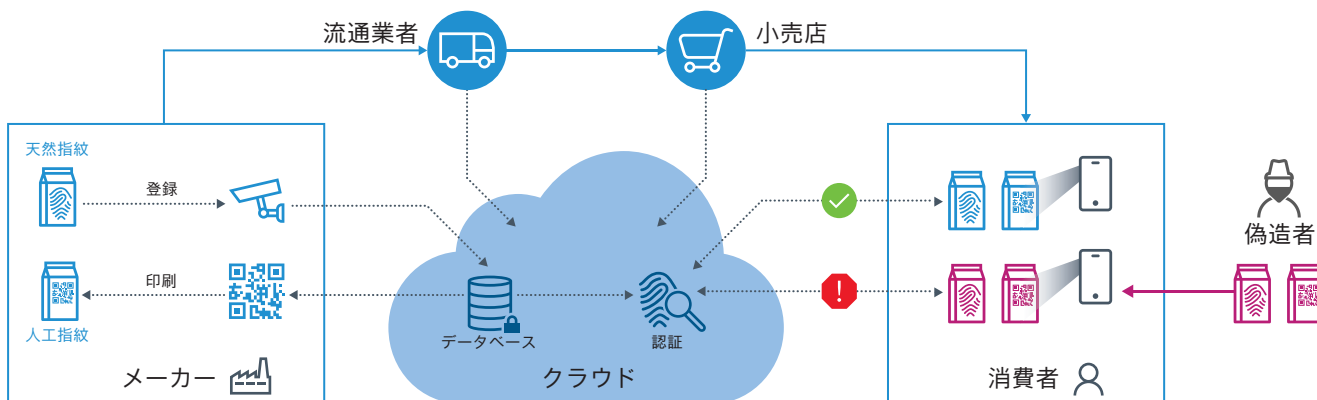 流通業者
小売店
天然指紋
登録
印刷
人工指紋
メーカー
データベース
認証
クラウド
消費者
偽造者